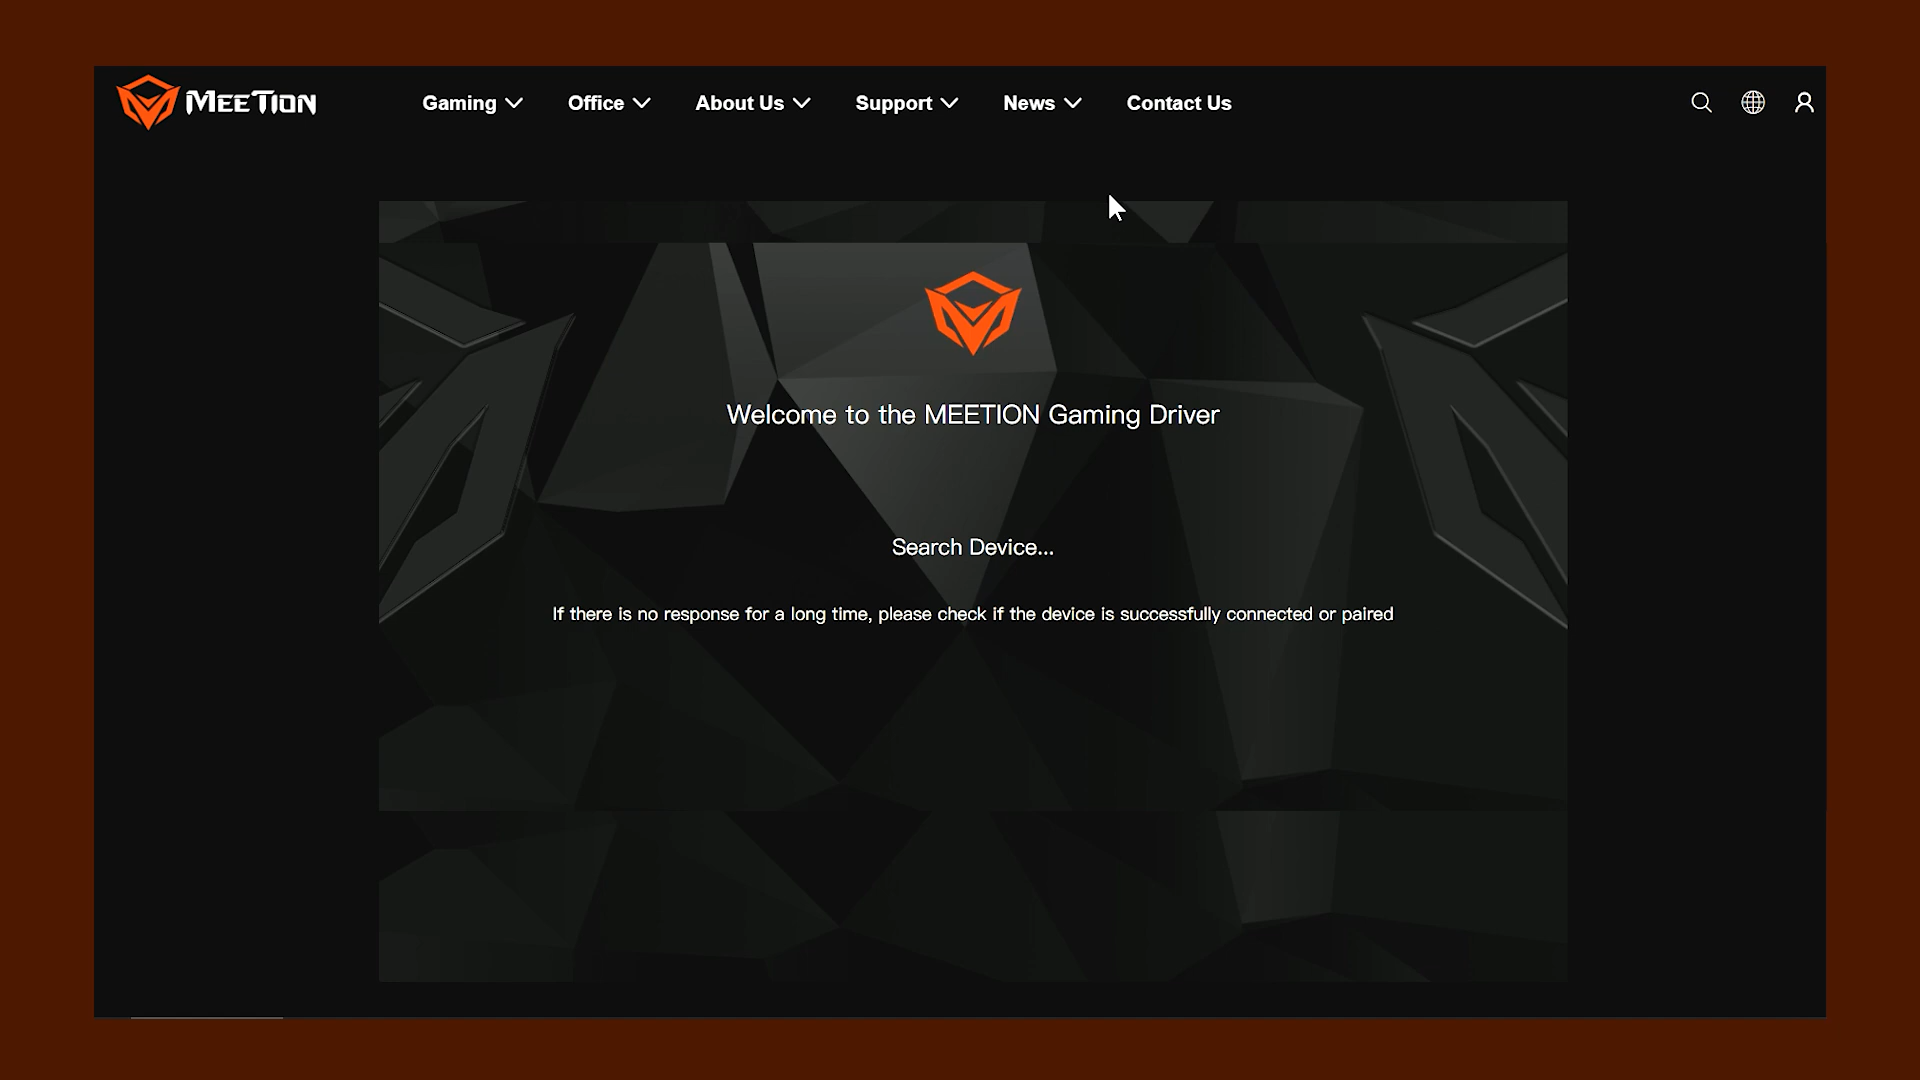 MEETION
Gaming
Office
About Us
Support
News
Contact Us
Welcome to the MEETION Gaming Driver
Search Device...
If there is no response for a long time, please check if the device is successfully connected or paired